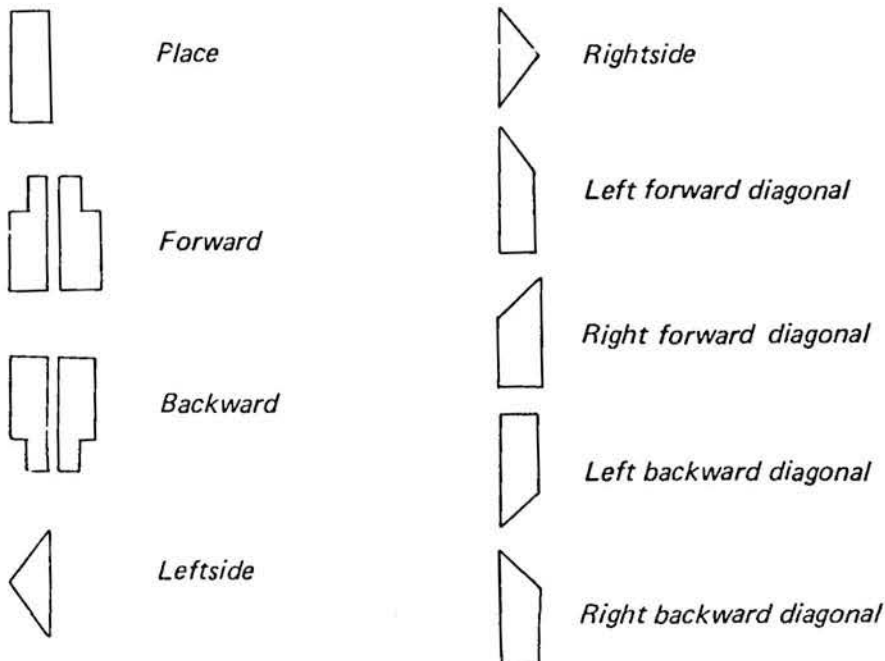 Place
Forward
Backward
Leftside
Rightside
Left forward diagonal
Right forward diagonal
Left backward diagonal
Right backward diagonal